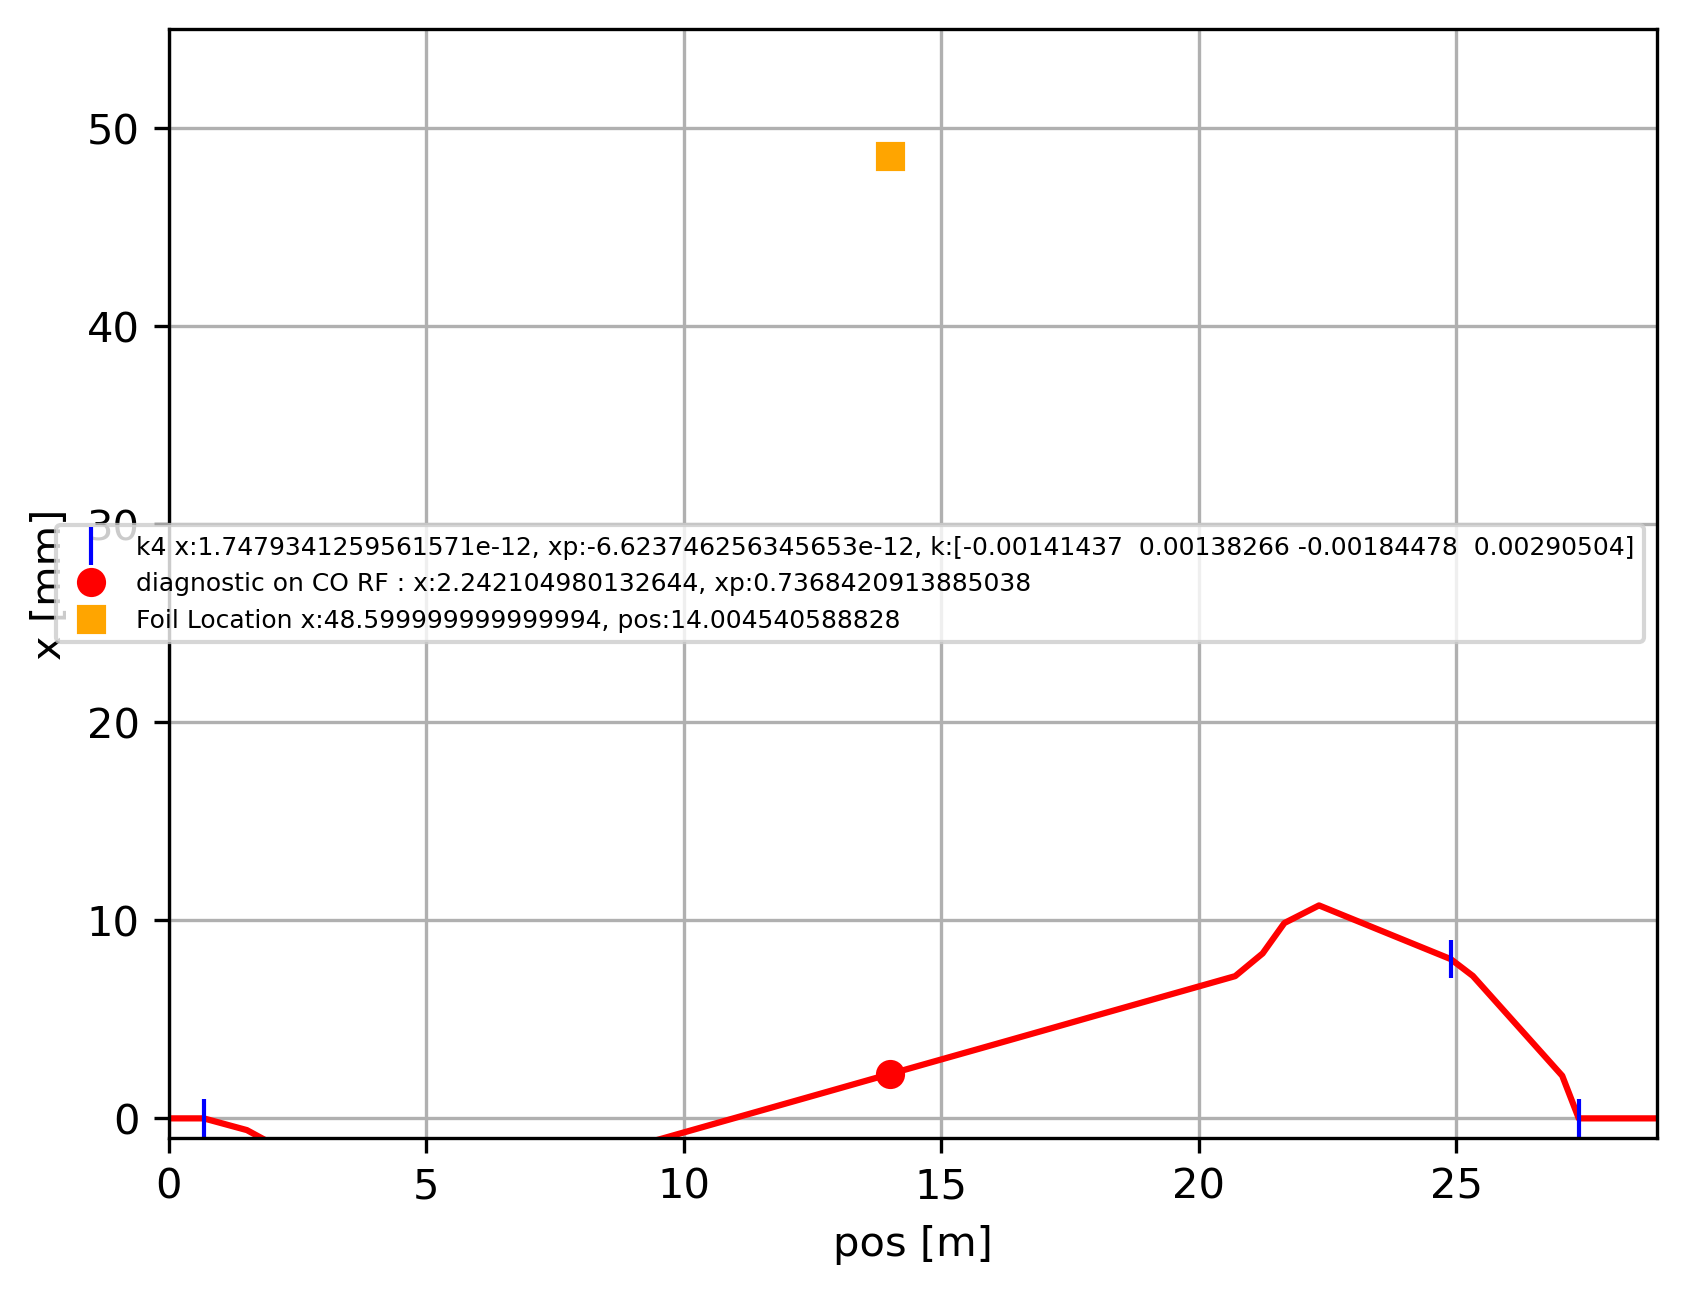 50
40
30
k4 x:1.7479341259561571e-12, xp:-6.623746256345653e-12, k:[-0.00141437  0.00138266 -0.00184478  0.00290504]
diagnostic on CO RF : x:2.242104980132644, xp:0.7368420913885038
Foil Location x:48.599999999999994, pos:14.004540588828
x [mm]
20
10
0
0 5 10 15 20 25
pos [m]